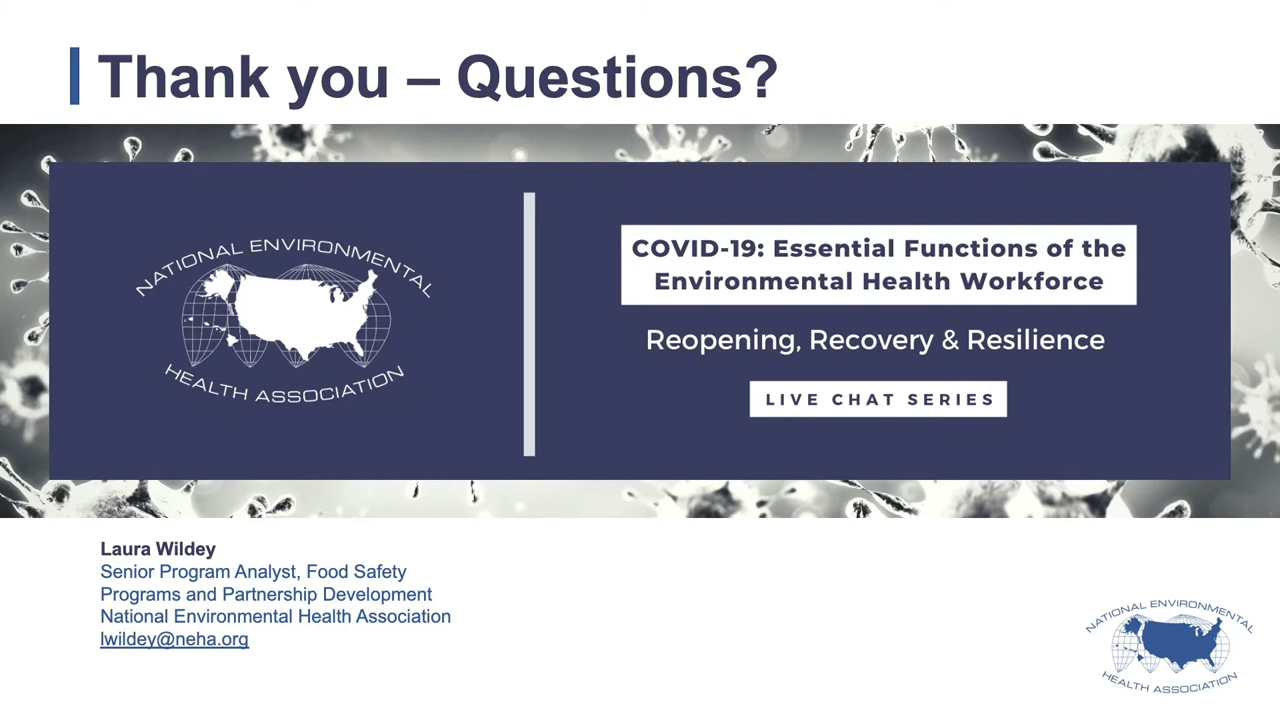 Thank you – Questions?
NATIONAL ENVIRONMENTAL
HEALTH ASSOCIATION
COVID-19: Essential Functions of the
Environmental Health Workforce
Reopening, Recovery & Resilience
LIVE CHAT SERIES
Laura Wildey
Senior Program Analyst, Food Safety
Programs and Partnership Development
National Environmental Health Association
lwildey@neha.org
NATIONAL ENVIRONMENTAL
HEALTH ASSOCIATION